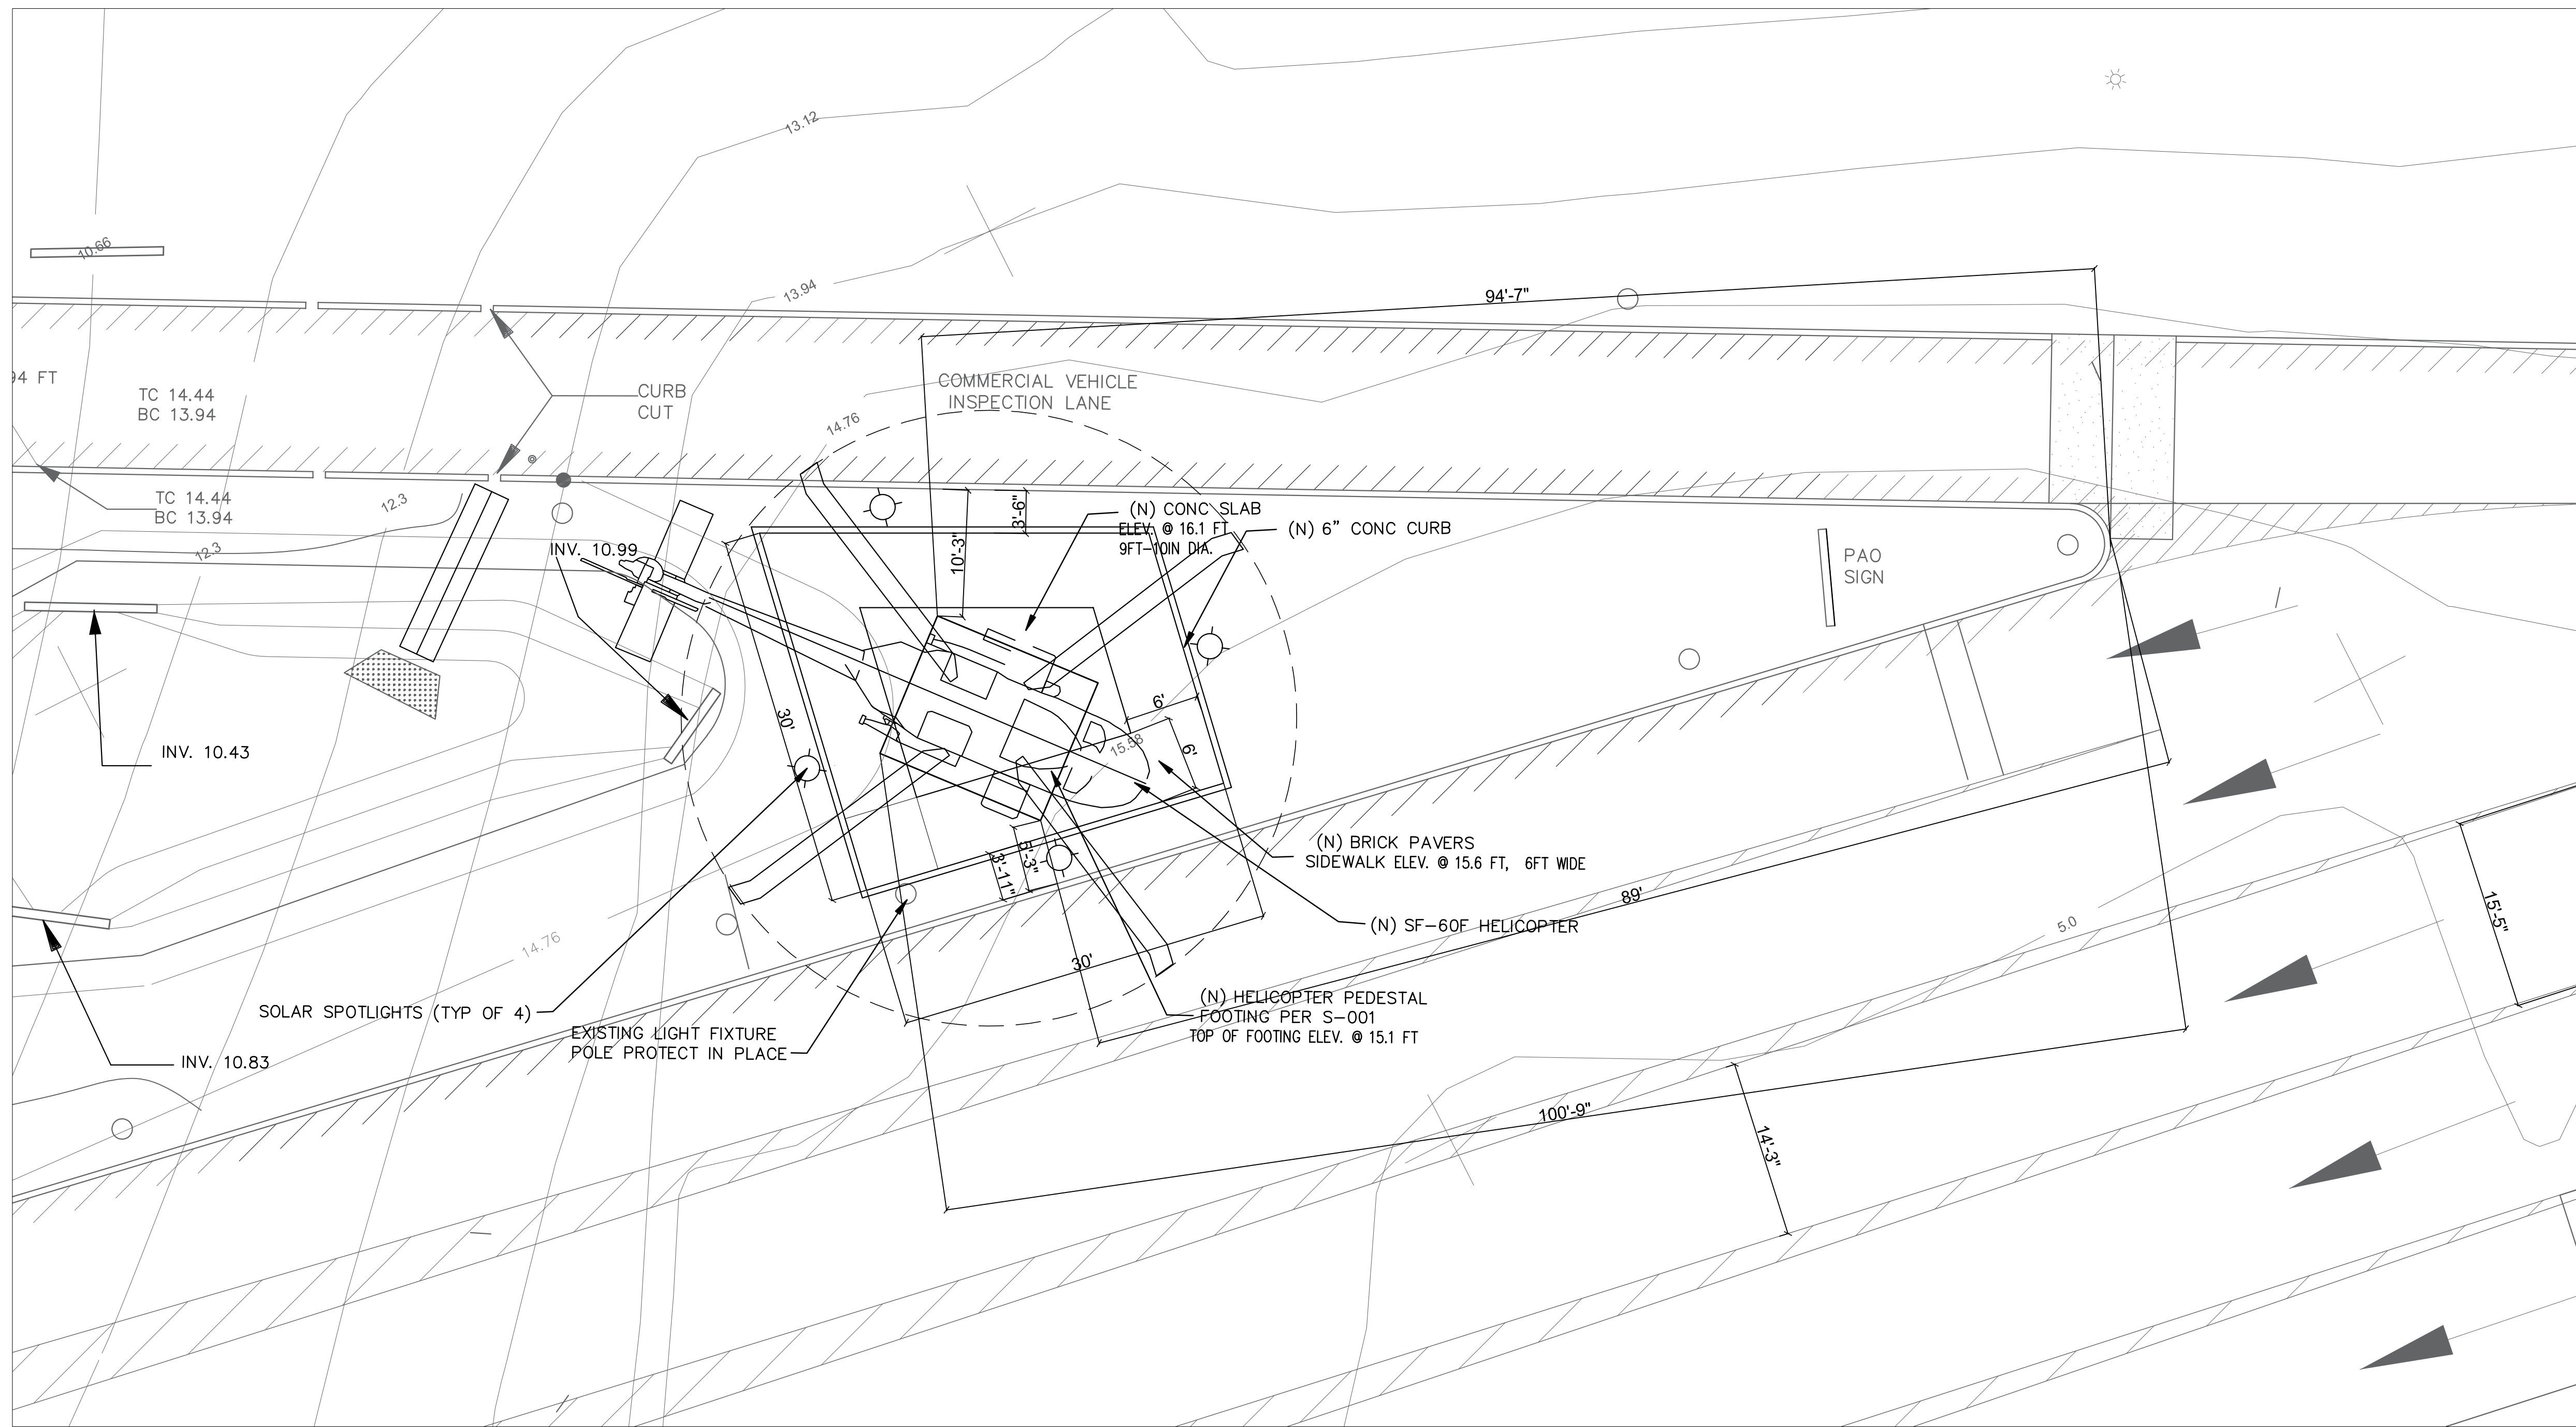 13.12
10.66
13.94
94'-7"
94 FT
TC 14.44
BC 13.94
CURB
CUT
COMMERCIAL VEHICLE
INSPECTION LANE
14.76
TC 14.44
BC 13.94
12.3
12.3
INV. 10.99
10'-3"
3'-6"
(N) CONC SLAB
ELEV. @ 16.1 FT
9FT-10IN DIA.
(N) 6” CONC CURB
PAO
SIGN
INV. 10.43
30'
6'
6'
15.58
5'-3"
3'-11"
(N) BRICK PAVERS
SIDEWALK ELEV. @ 15.6 FT, 6FT WIDE
89'
(N) SF-60F HELICOPTER
15'-5"
5.0
14.76
30'
SOLAR SPOTLIGHTS (TYP OF 4)
EXISTING LIGHT FIXTURE
POLE PROTECT IN PLACE
(N) HELICOPTER PEDESTAL
FOOTING PER S-001
TOP OF FOOTING ELEV. @ 15.1 FT
INV. 10.83
100'-9"
14'-3"